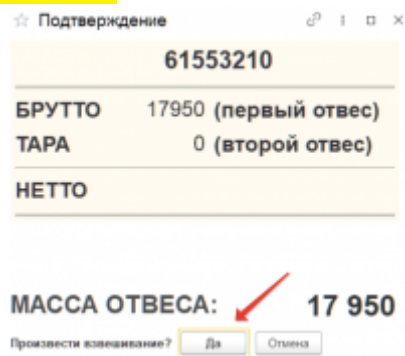 Подтверждение
61553210
БРУТТО 17950 (первый отвес)
ТАРА 0 (второй отвес)
НЕТТО
МАССА ОТВЕСА: 17 950
Произвести взвешивание? Да Отмена